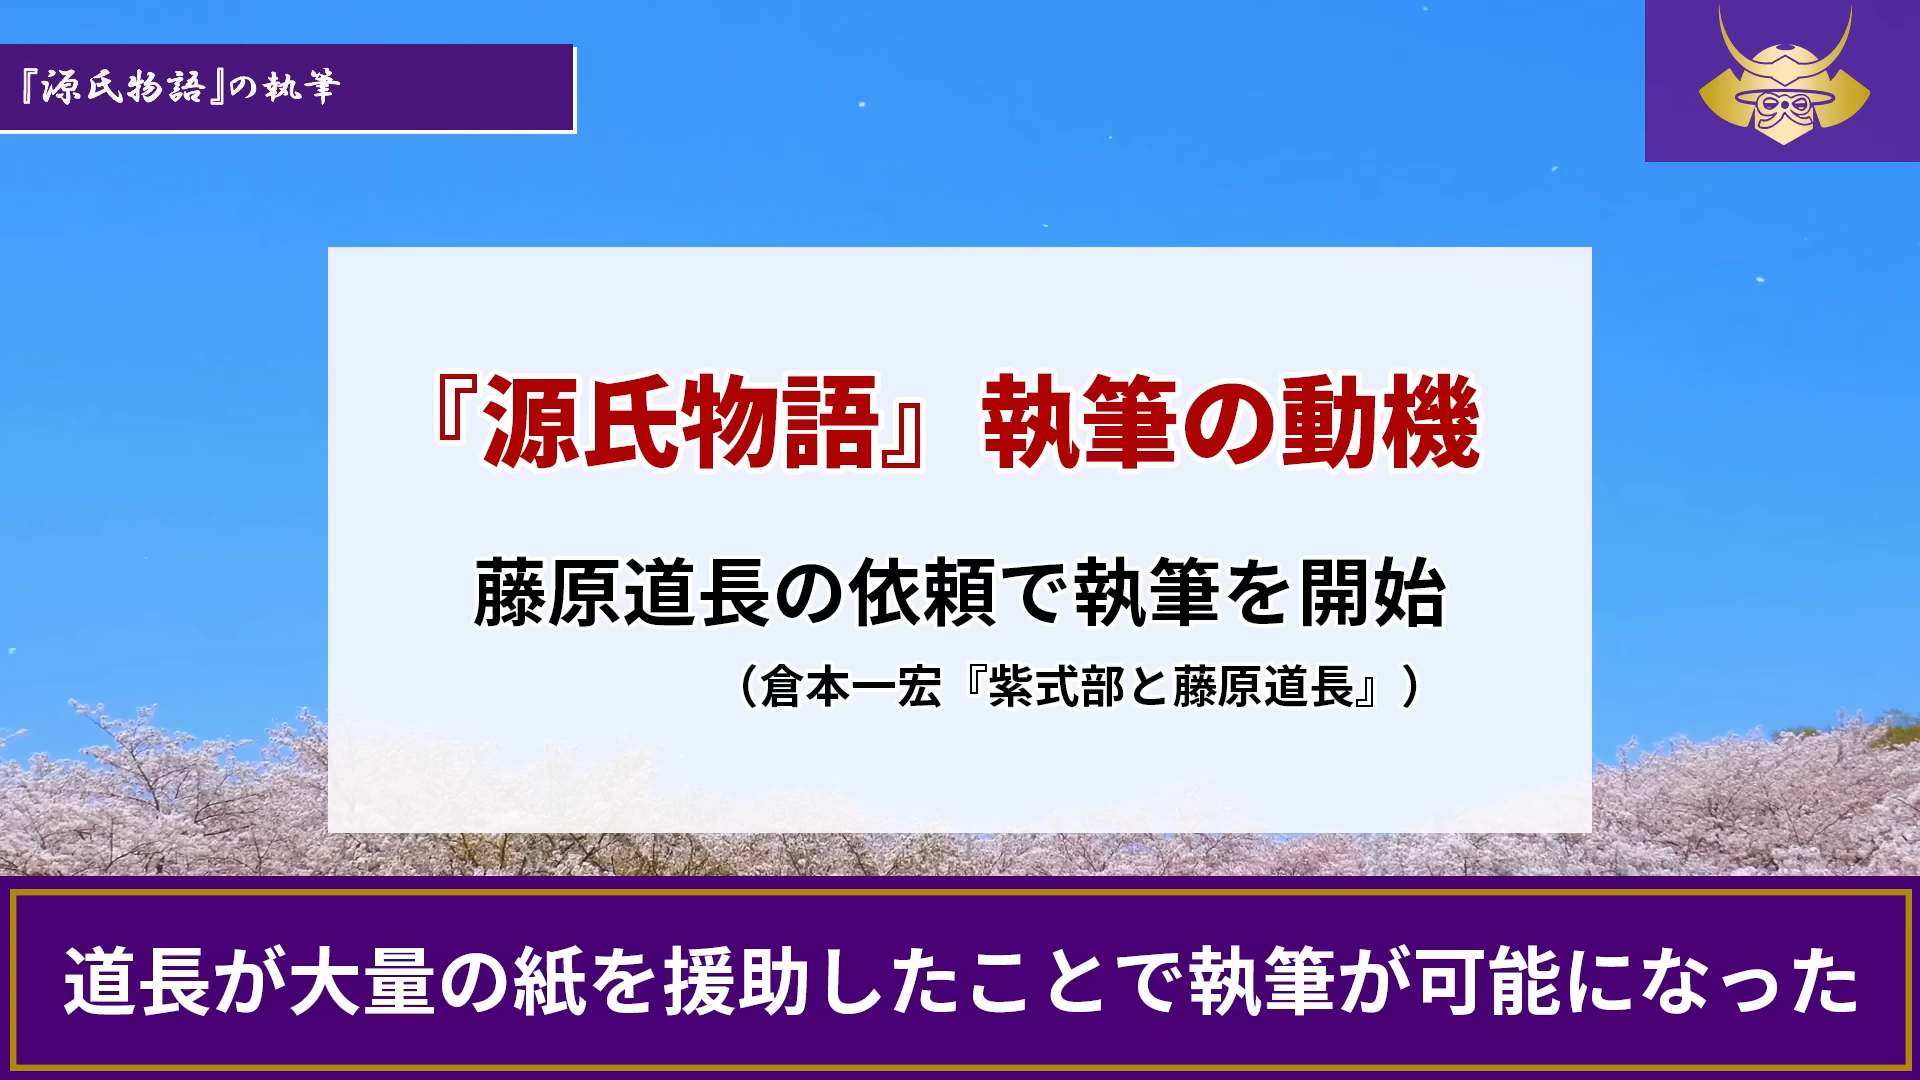 『源氏物語』の執筆
『源氏物語』執筆の動機
藤原道長の依頼で執筆を開始
（倉本一宏『紫式部と藤原道長』）
道長が大量の紙を援助したことで執筆が可能になった